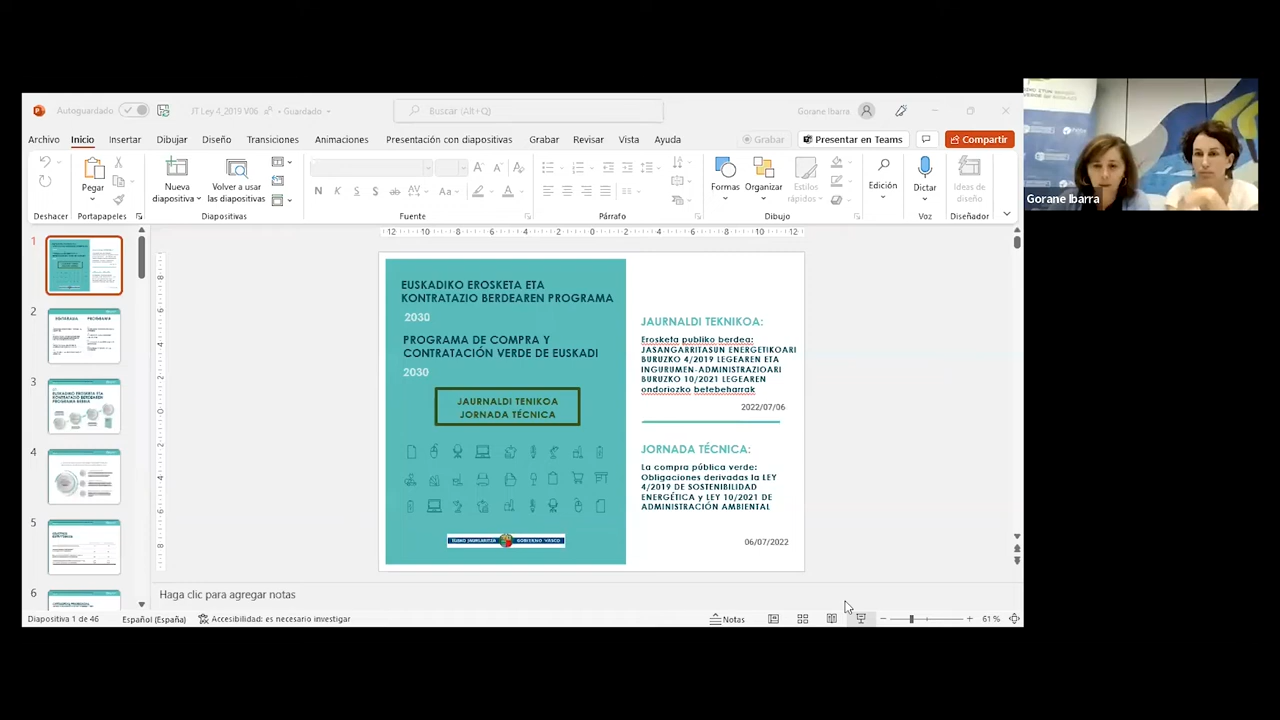 Autoguardado
JT Ley 4_2019 V06
Guardado
Buscar (Alt+Q)
Gorane Ibarra
Archivo
Inicio
Insertar
Dibujar
Diseño
Transiciones
Animaciones
Presentación con diapositivas
Grabar
Revisar
Vista
Ayuda
Grabar
Presentar en Teams
Compartir
Pegar
Nueva
diapositiva
Volver a usar
las diapositivas
Formas
Organizar
Estilos
rápidos
Edición
Dictar
Ideas de
diseño
Deshacer
Portapapeles
Diapositivas
Fuente
Párrafo
Dibujo
Voz
Diseñador
Gorane Ibarra
1
2
3
4
5
6
EUSKADIKO EROSKETA ETA
KONTRATAZIO BERDEAREN PROGRAMA
2030
PROGRAMA DE COMPRA Y
CONTRATACIÓN VERDE DE EUSKADI
2030
JAURNALDI TENIKOA
JORNADA TÉCNICA
EUSKO JAURLARITZA
GOBIERNO VASCO
JAURNALDI TEKNIKOA:
Erosketa publiko berdea:
JASANGARRITASUN ENERGETIKOARI
BURUZKO 4/2019 LEGEAREN ETA
INGURUMEN-ADMINISTRAZIOARI
BURUZKO 10/2021 LEGEAREN
ondoriozko betebeharrak
2022/07/06
JORNADA TÉCNICA:
La compra pública verde:
Obligaciones derivadas la LEY
4/2019 DE SOSTENIBILIDAD
ENERGÉTICA y LEY 10/2021 DE
ADMINISTRACIÓN AMBIENTAL
06/07/2022
Haga clic para agregar notas
Diapositiva 1 de 46
Español (España)
Accesibilidad: es necesario investigar
Notas
61 %